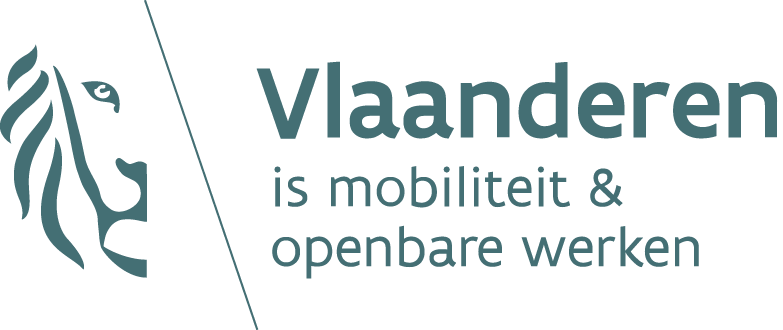 Vlaanderen
is mobiliteit &
openbare werken